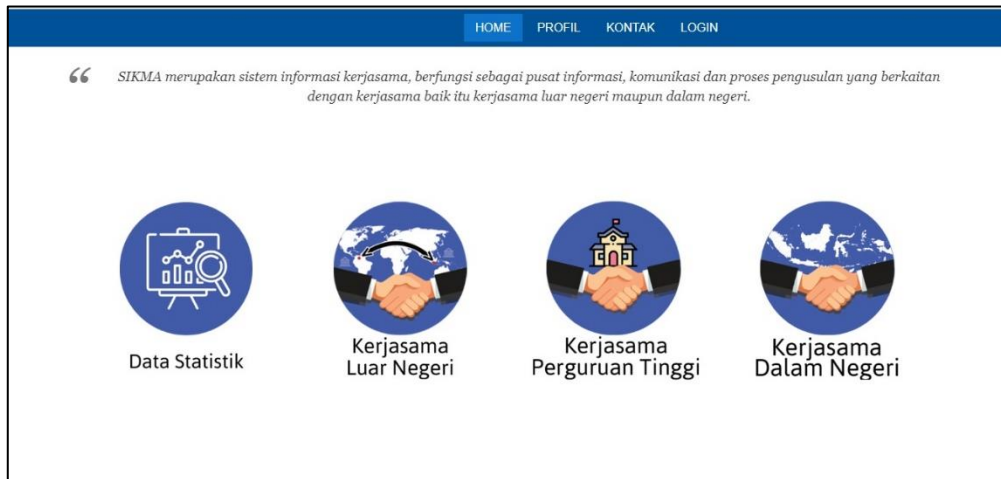 HOME PROFIL KONTAK LOGIN
“ SIKMA merupakan sistem informasi kerjasama, berfungsi sebagai pusat informasi, komunikasi dan proses pengusulan yang berkaitan
dengan kerjasama baik itu kerjasama luar negeri maupun dalam negeri.
Data Statistik
Kerjasama
Luar Negeri
Kerjasama
Perguruan Tinggi
Kerjasama
Dalam Negeri